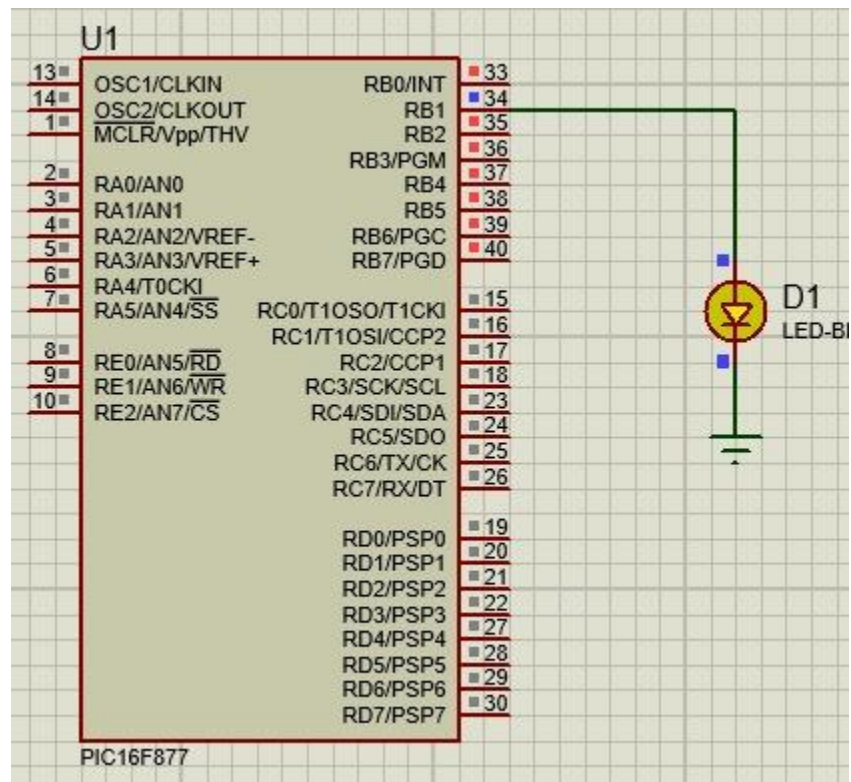 U1
13
OSC1/CLKIN
14
OSC2/CLKOUT
1
MCLR/Vpp/THV
2
RA0/AN0
3
RA1/AN1
4
RA2/AN2/VREF-
5
RA3/AN3/VREF+
6
RA4/T0CKI
7
RA5/AN4/SS
8
RE0/AN5/RD
9
RE1/AN6/WR
10
RE2/AN7/CS
RB0/INT
33
RB1
34
RB2
35
RB3/PGM
36
RB4
37
RB5
38
RB6/PGC
39
RB7/PGD
40
RC0/T1OSO/T1CKI
15
RC1/T1OSI/CCP2
16
RC2/CCP1
17
RC3/SCK/SCL
18
RC4/SDI/SDA
23
RC5/SDO
24
RC6/TX/CK
25
RC7/RX/DT
26
RD0/PSP0
19
RD1/PSP1
20
RD2/PSP2
21
RD3/PSP3
22
RD4/PSP4
27
RD5/PSP5
28
RD6/PSP6
29
RD7/PSP7
30
PIC16F877
D1